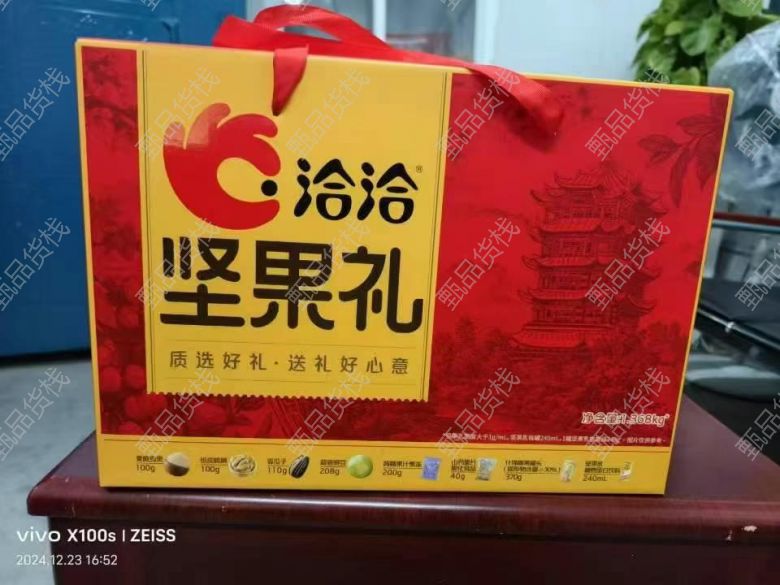 洽洽®
坚果礼
质选好礼·送礼好心意
净含量:1.368kg
100g
100g
瓜子
110g
208g
200g
40g
370g
240mL
vivo X100s | ZEISS
2024.12.23 16:52
甄品货栈